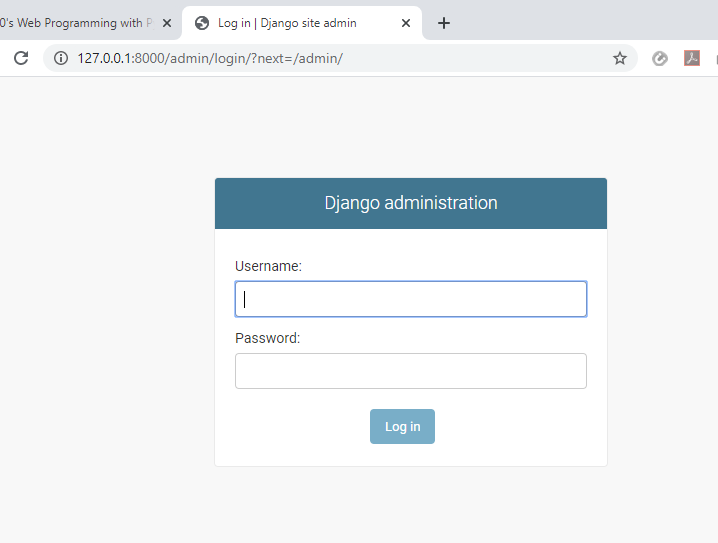 0's Web Programming with P
Log in | Django site admin
127.0.0.1:8000/admin/login/?next=/admin/
Django administration
Username:
Password:
Log in